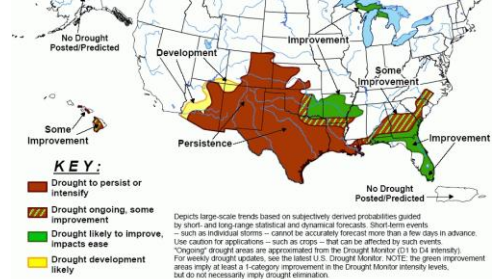 No Drought
Posted/Predicted
Development
Improvement
Some
Improvement
Some
Improvement
Persistence
Improvement
No Drought
Posted/Predicted
KEY:
Drought to persist or
intensify
Drought ongoing, some
improvement
Drought likely to improve,
impacts ease
Drought development
likely
Depicts large-scale trends based on subjectively derived probabilities guided
by short- and long-range statistical and dynamical forecasts. Short-term events
-- such as individual storms -- cannot be accurately forecast more than a few days in advance.
Use caution for applications -- such as crops -- that can be affected by such events.
"Ongoing" drought areas are approximated from the Drought Monitor (D1 to D4 intensity).
For weekly drought updates, see the latest U.S. Drought Monitor. NOTE: the green improvement
areas imply at least a 1-category improvement in the Drought Monitor intensity levels,
but do not necessarily imply drought elimination.